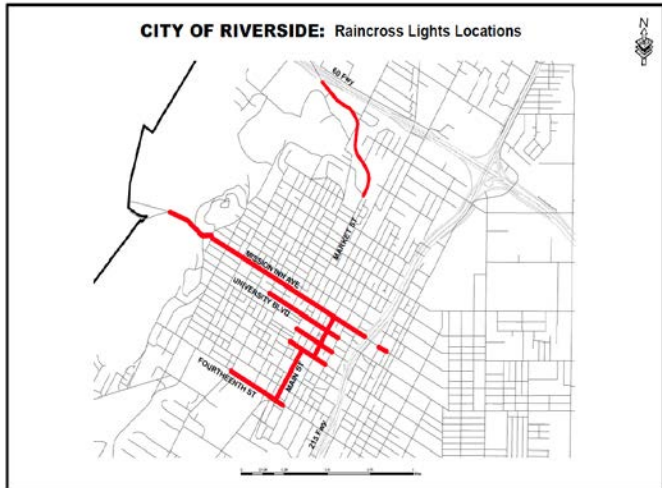 CITY OF RIVERSIDE: Raincross Lights Locations
N
60 Fwy
MARKET ST
MISSION INN AVE
UNIVERSITY BLVD
MAIN ST
FOURTHEENTH ST
215 Fwy